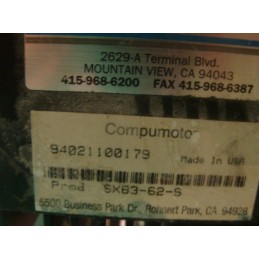 2629-A Terminal Blvd.
MOUNTAIN VIEW, CA 94043
415-968-6200 FAX 415-968-6387
Compumotor
94021100179 Made In USA
Prod SX83-62-S
5500 Business Park Dr., Rohnert Park, CA. 94928